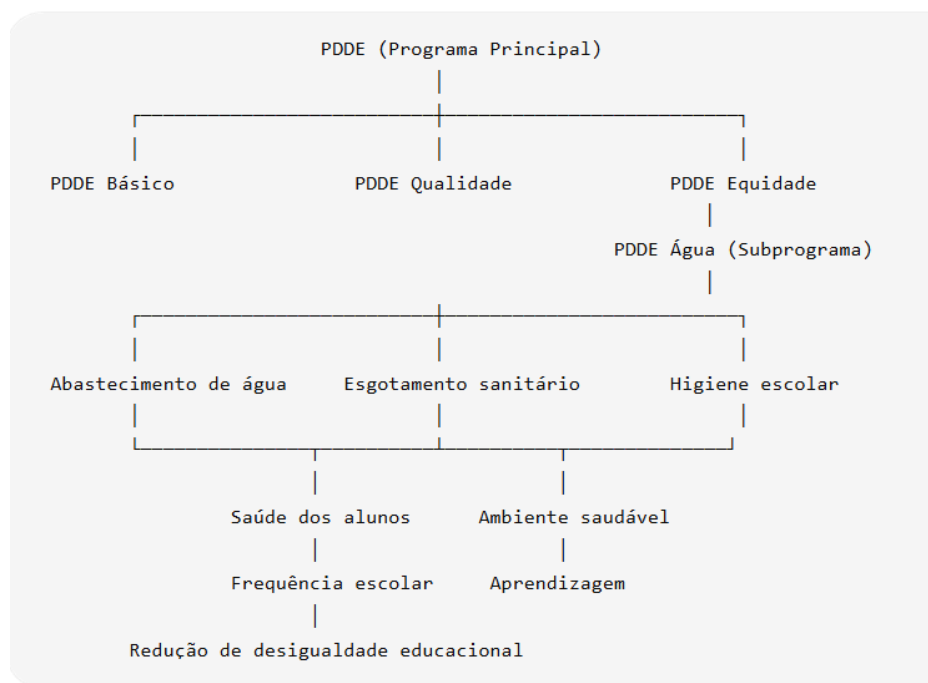 PDDE (Programa Principal)
PDDE Básico PDDE Qualidade PDDE Equidade
PDDE Água (Subprograma)
Abastecimento de água Esgotamento sanitário Higiene escolar
Saúde dos alunos Ambiente saudável
Frequência escolar Aprendizagem
Redução de desigualdade educacional